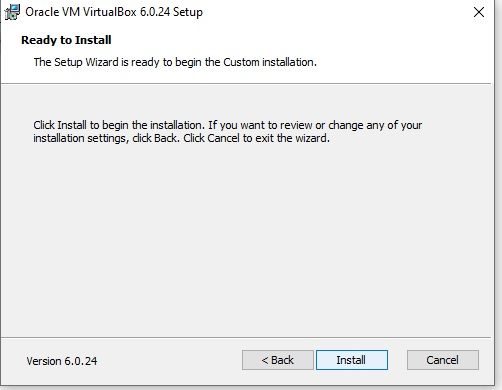 Oracle VM VirtualBox 6.0.24 Setup
Ready to Install
The Setup Wizard is ready to begin the Custom installation.
Click Install to begin the installation. If you want to review or change any of your
installation settings, click Back. Click Cancel to exit the wizard.
Version 6.0.24
< Back
Install
Cancel